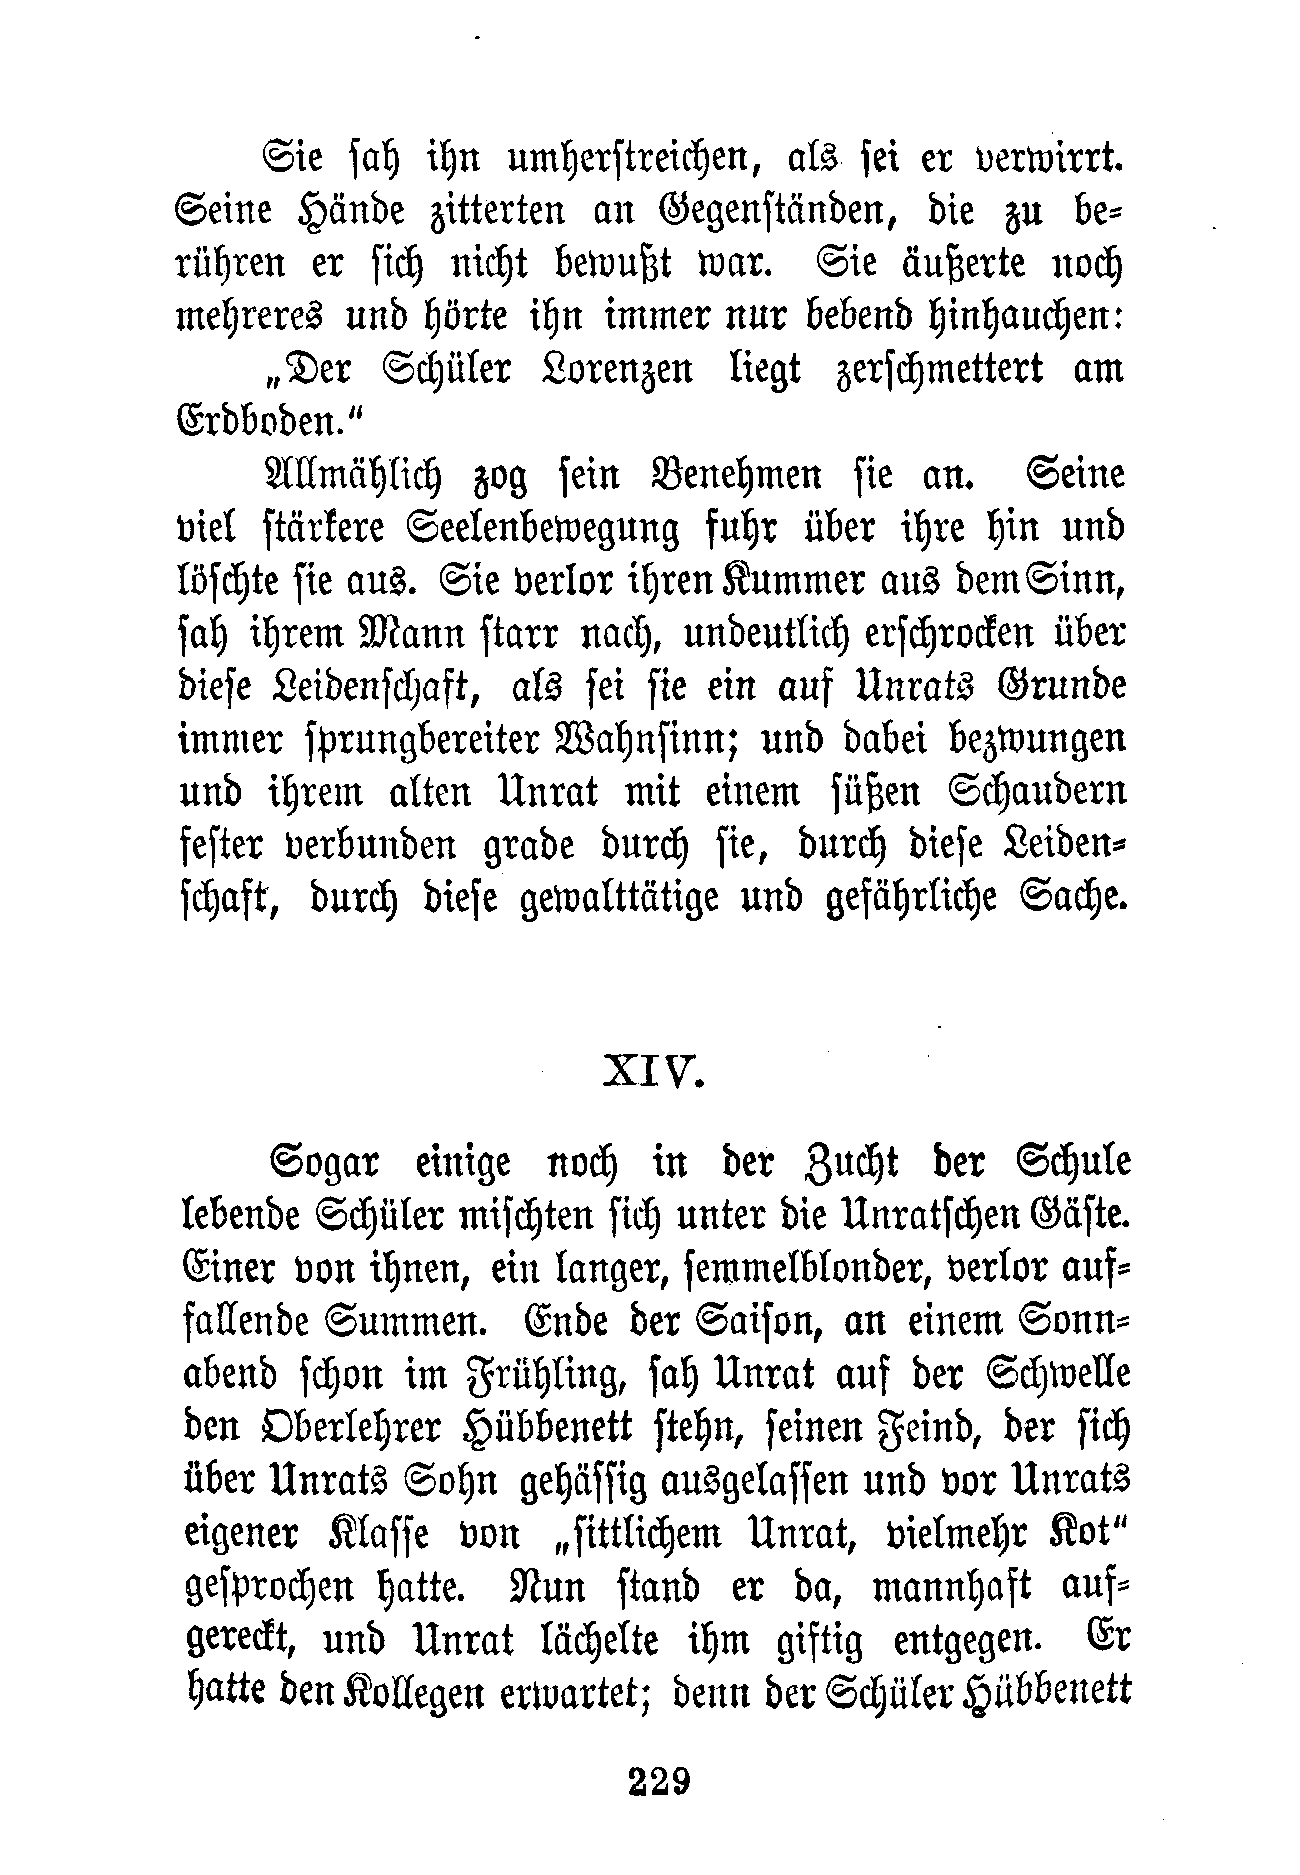 Sie ſah ihn umherſtreichen, als ſei er verwirrt.
Seine Hände zitterten an Gegenſtänden, die zu be⸗
rühren er ſich nicht bewußt war. Sie äußerte noch
mehreres und hörte ihn immer nur bebend hinhauchen:
„Der Schüler Lorenzen liegt zerſchmettert am
Erdboden.“
Allmählich zog ſein Benehmen ſie an. Seine
viel ſtärkere Seelenbewegung fuhr über ihre hin und
löſchte ſie aus. Sie verlor ihren Kummer aus dem Sinn,
ſah ihrem Mann ſtarr nach, undeutlich erſchrocken über
dieſe Leidenſchaft, als ſei ſie ein auf Unrats Grunde
immer ſprungbereiter Wahnſinn; und dabei bezwungen
und ihrem alten Unrat mit einem ſüßen Schaudern
feſter verbunden grade durch ſie, durch dieſe Leiden⸗
ſchaft, durch dieſe gewalttätige und gefährliche Sache.
XIV.
Sogar einige noch in der Zucht der Schule
lebende Schüler miſchten ſich unter die Unratſchen Gäſte.
Einer von ihnen, ein langer, ſemmelblonder, verlor auf⸗
fallende Summen. Ende der Saiſon, an einem Sonn⸗
abend ſchon im Frühling, ſah Unrat auf der Schwelle
den Oberlehrer Hübbenett ſtehn, ſeinen Feind, der ſich
über Unrats Sohn gehäſſig ausgelaſſen und vor Unrats
eigener Klaſſe von „ſittlichem Unrat, vielmehr Kot“
geſprochen hatte. Nun ſtand er da, mannhaft auf⸗
gereckt, und Unrat lächelte ihm giftig entgegen. Er
hatte den Kollegen erwartet; denn der Schüler Hübbenett
229